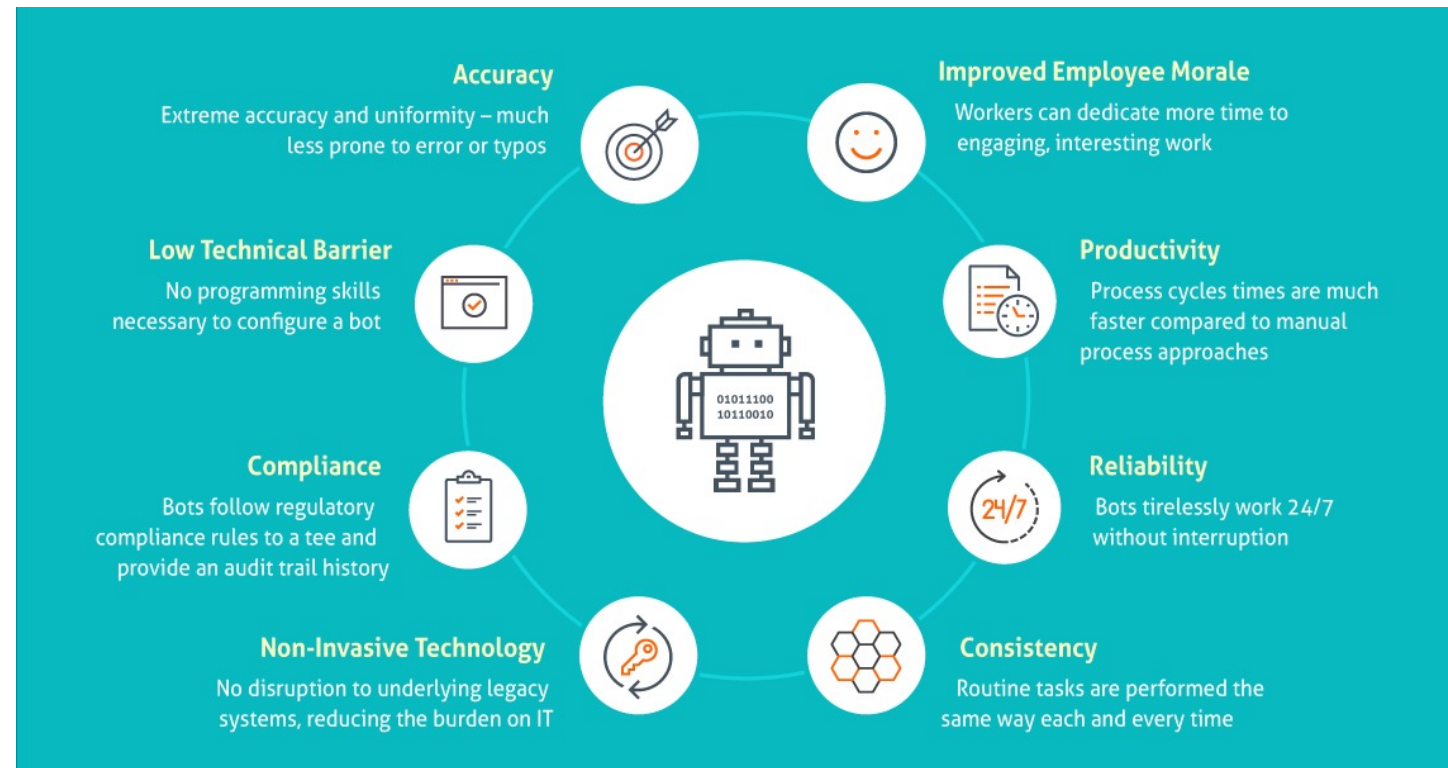 Accuracy
Extreme accuracy and uniformity – much
less prone to error or typos
Improved Employee Morale
Workers can dedicate more time to
engaging, interesting work
Low Technical Barrier
No programming skills
necessary to configure a bot
Productivity
Process cycles times are much
faster compared to manual
process approaches
01011100
10110010
Compliance
Bots follow regulatory
compliance rules to a tee and
provide an audit trail history
24/7
Reliability
Bots tirelessly work 24/7
without interruption
Non-Invasive Technology
No disruption to underlying legacy
systems, reducing the burden on IT
Consistency
Routine tasks are performed the
same way each and every time